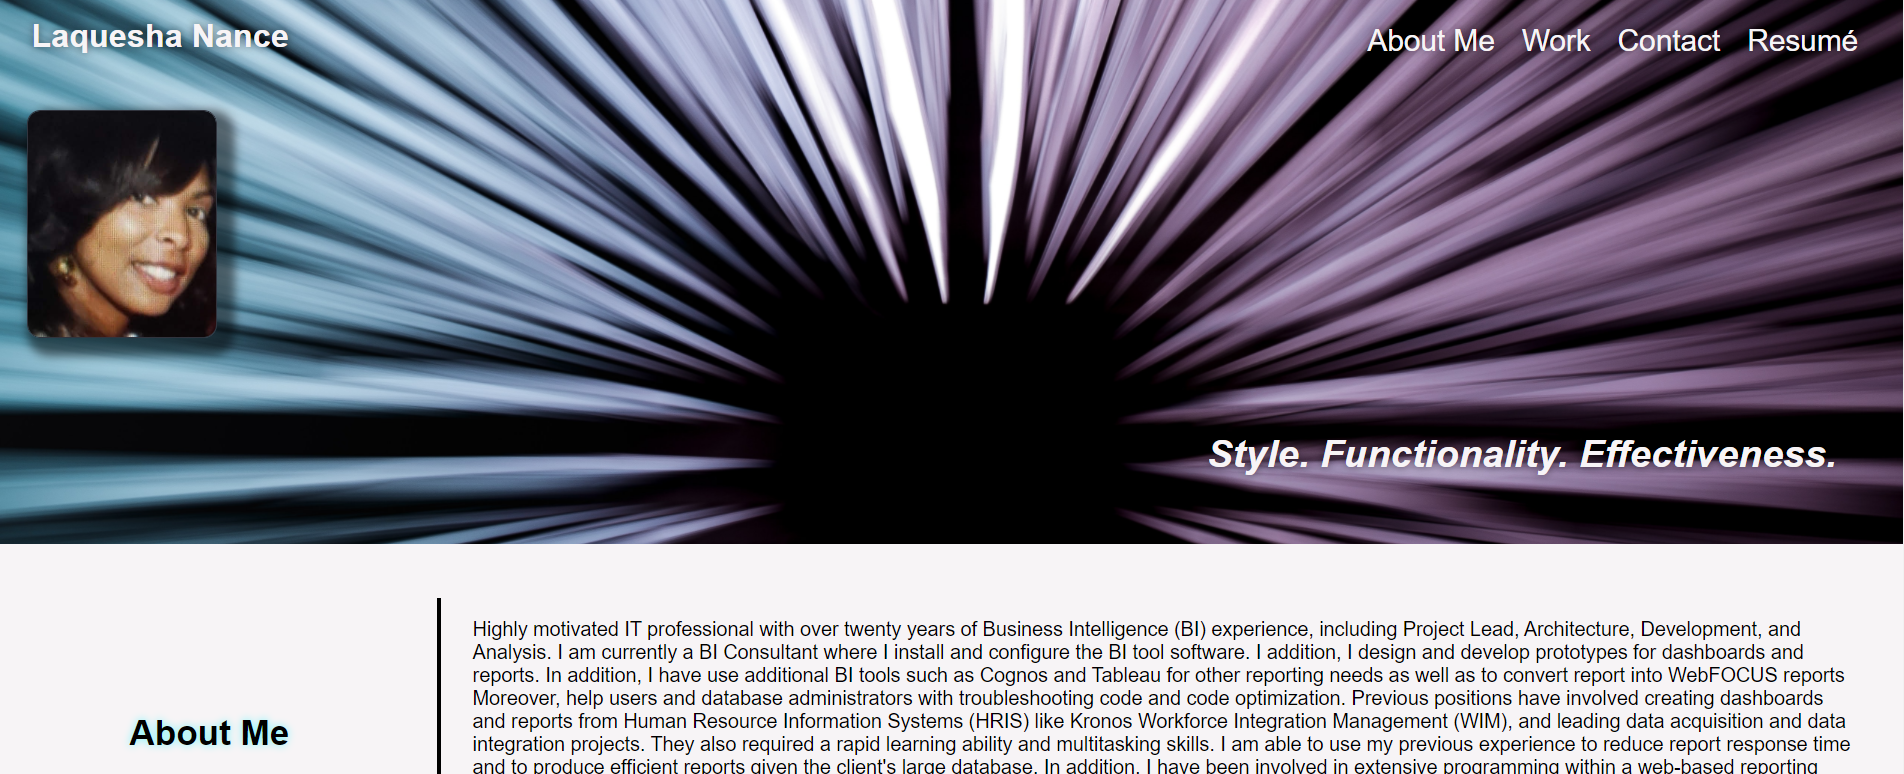 Laquesha Nance
About Me Work Contact Resumé
Style. Functionality. Effectiveness.
About Me
Highly motivated IT professional with over twenty years of Business Intelligence (BI) experience, including Project Lead, Architecture, Development, and
Analysis. I am currently a BI Consultant where I install and configure the BI tool software. I addition, I design and develop prototypes for dashboards and
reports. In addition, I have use additional BI tools such as Cognos and Tableau for other reporting needs as well as to convert report into WebFOCUS reports
Moreover, help users and database administrators with troubleshooting code and code optimization. Previous positions have involved creating dashboards
and reports from Human Resource Information Systems (HRIS) like Kronos Workforce Integration Management (WIM), and leading data acquisition and data
integration projects. They also required a rapid learning ability and multitasking skills. I am able to use my previous experience to reduce report response time
and to produce efficient reports given the client's large database. In addition, I have been involved in extensive programming within a web-based reporting